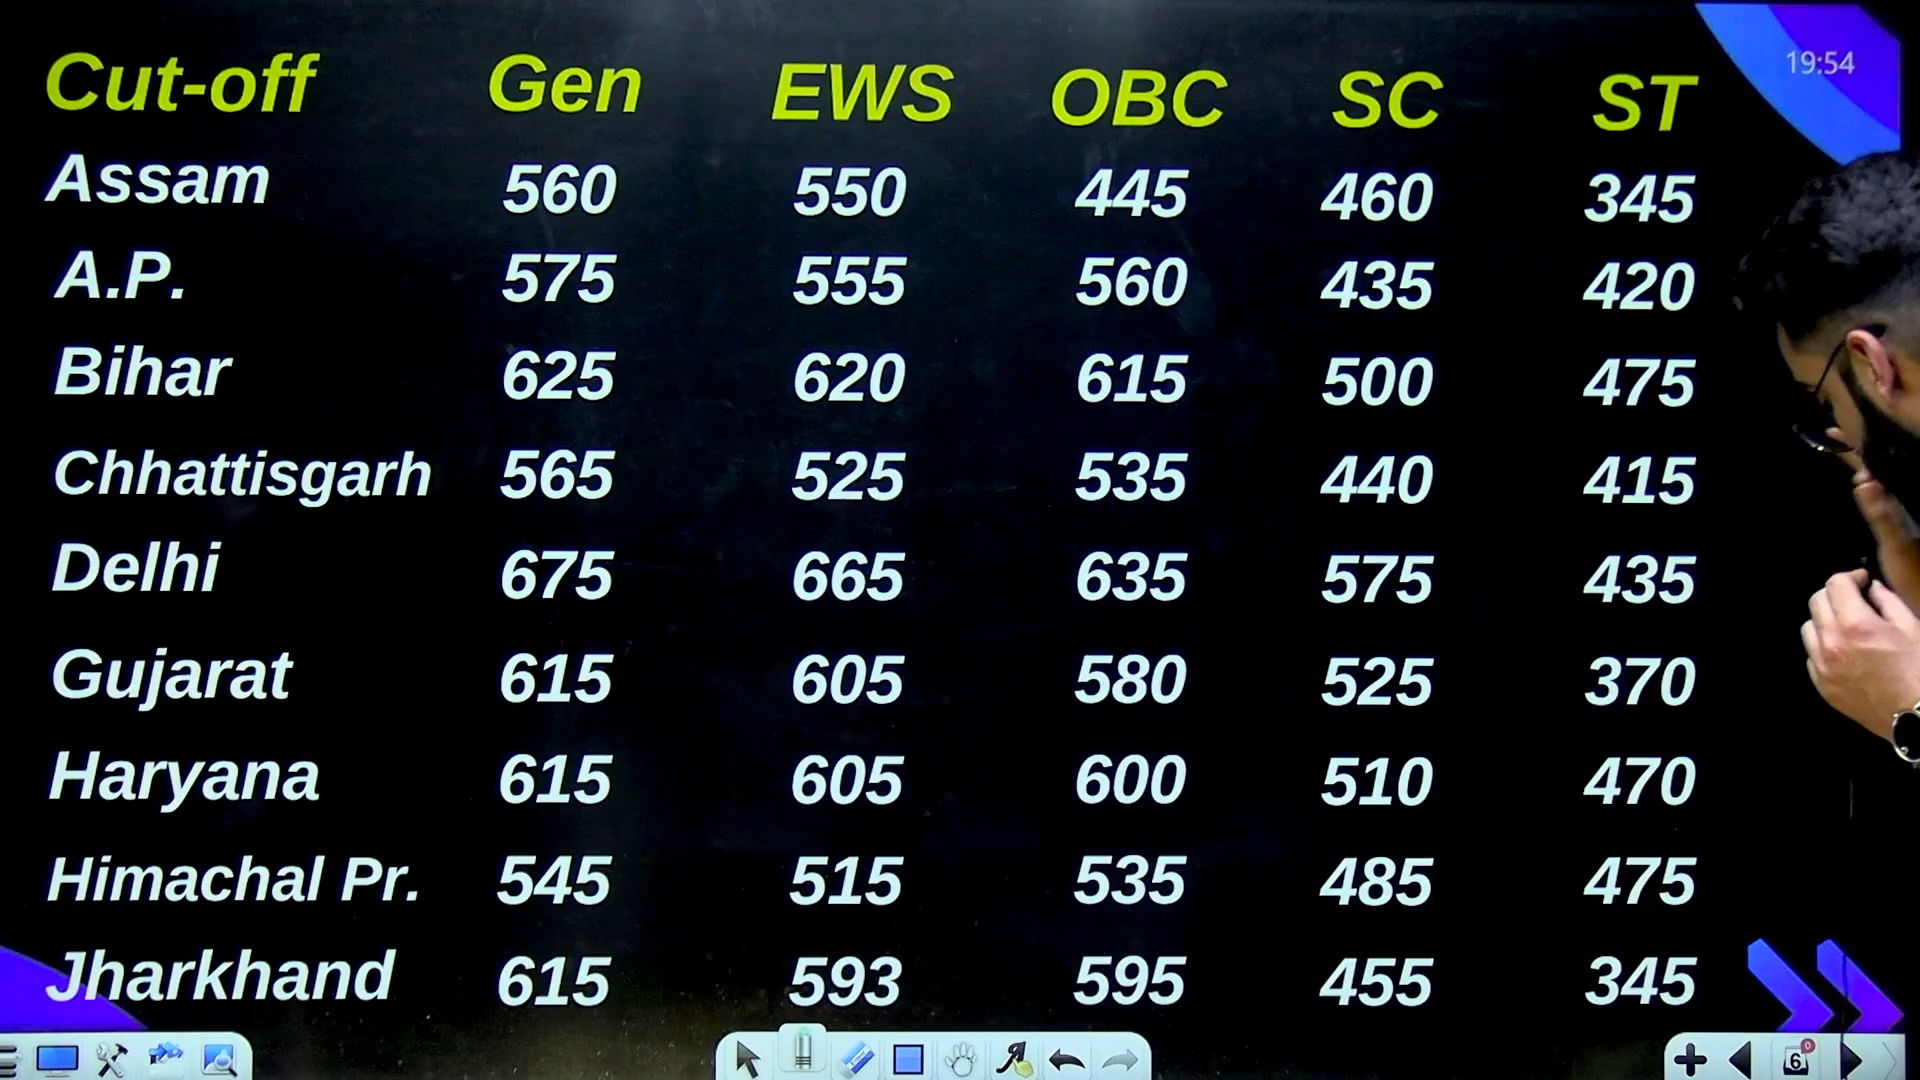 Cut-off Gen EWS OBC SC ST
19:54
Assam 560 550 445 460 345
A.P. 575 555 560 435 420
Bihar 625 620 615 500 475
Chhattisgarh 565 525 535 440 415
Delhi 675 665 635 575 435
Gujarat 615 605 580 525 370
Haryana 615 605 600 510 470
Himachal Pr. 545 515 535 485 475
Jharkhand 615 593 595 455 345
6 0